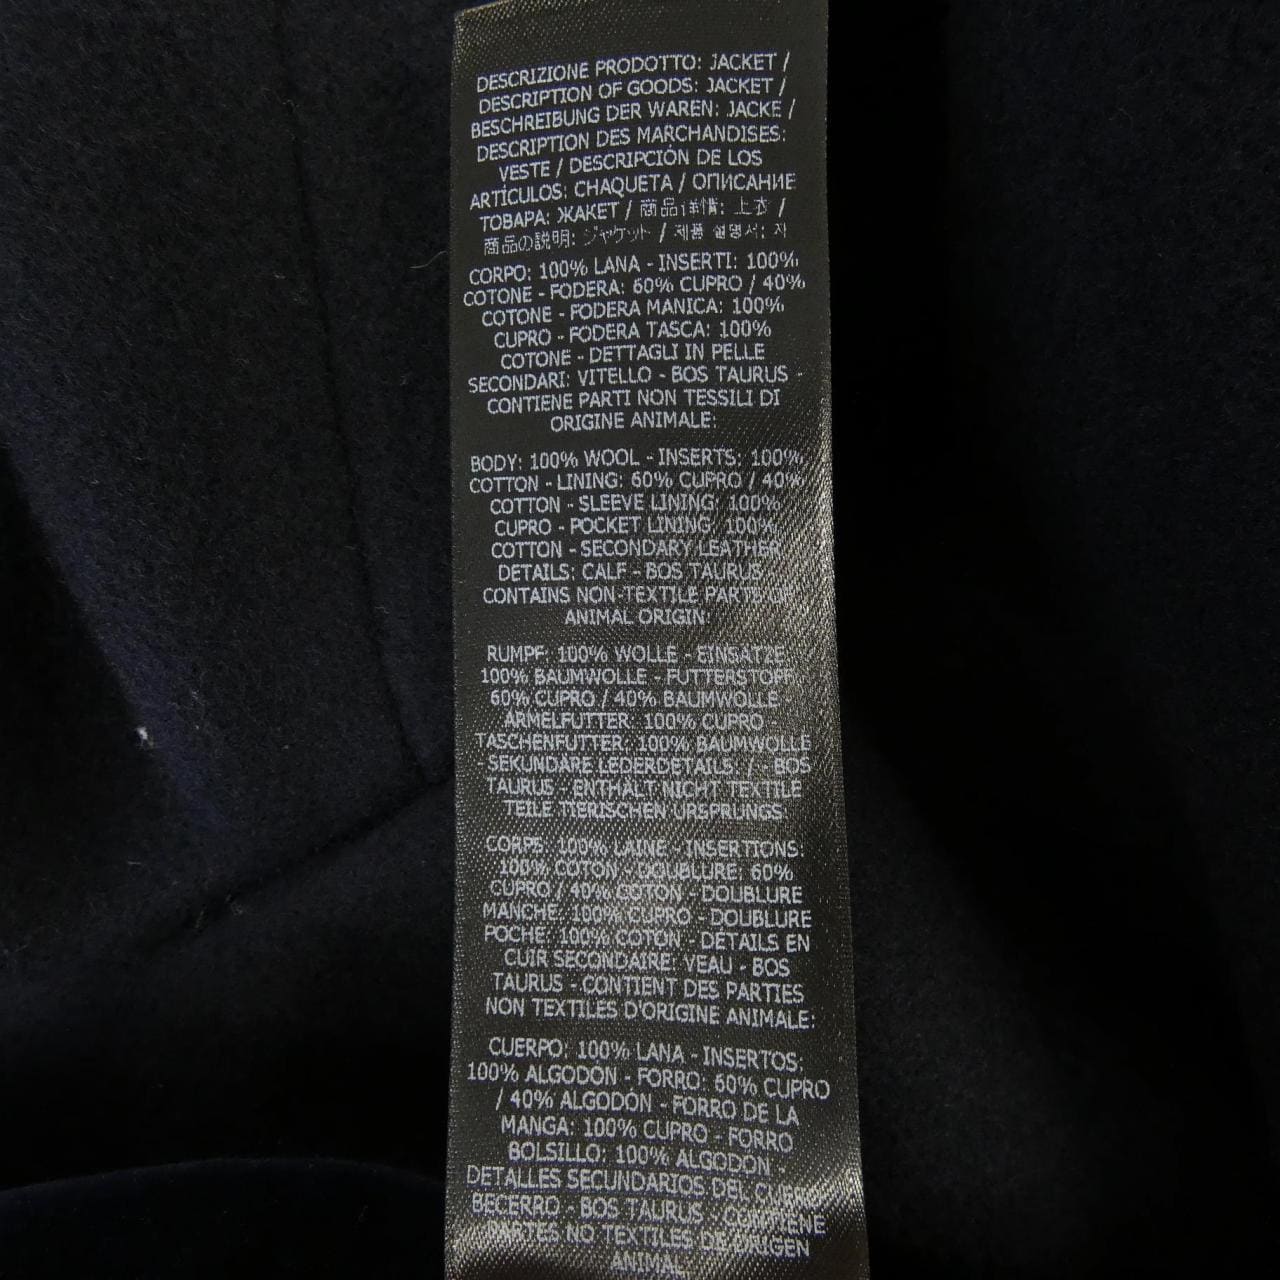 DESCRIZIONE PRODOTTO: JACKET /
DESCRIPTION OF GOODS: JACKET /
BESCHREIBUNG DER WAREN: JACKE /
DESCRIPTION DES MARCHANDISES:
VESTE / DESCRIPCIÓN DE LOS
ARTÍCULOS: CHAQUETA / ОПИСАНИЕ
ТОВАРА: ЖАКЕТ / 商品详情: 上衣 /
商品の説明: ジャケット / 제품 설명서: 자
CORPO: 100% LANA - INSERTI: 100%
COTONE - FODERA: 60% CUPRO / 40%
COTONE - FODERA MANICA: 100%
CUPRO - FODERA TASCA: 100%
COTONE - DETTAGLI IN PELLE
SECONDARI: VITELLO - BOS TAURUS -
CONTIENE PARTI NON TESSILI DI
ORIGINE ANIMALE:
BODY: 100% WOOL - INSERTS: 100%
COTTON - LINING: 60% CUPRO / 40%
COTTON - SLEEVE LINING: 100%
CUPRO - POCKET LINING: 100%
COTTON - SECONDARY LEATHER
DETAILS: CALF - BOS TAURUS
CONTAINS NON-TEXTILE PARTS OF
ANIMAL ORIGIN:
RUMPF: 100% WOLLE - EINSÄTZE:
100% BAUMWOLLE - FUTTERSTOFF:
60% CUPRO / 40% BAUMWOLLE
ÄRMELFUTTER: 100% CUPRO -
TASCHENFUTTER: 100% BAUMWOLLE
SEKUNDÄRE LEDERDETAILS: / - BOS
TAURUS - ENTHÄLT NICHT TEXTILE
TEILE TIERISCHEN URSPRUNGS
CORPS: 100% LAINE - INSERTIONS:
100% COTON - DOUBLURE: 60%
CUPRO / 40% COTON - DOUBLURE
MANCHE: 100% CUPRO - DOUBLURE
POCHE: 100% COTON - DÉTAILS EN
CUIR SECONDAIRE: VEAU - BOS
TAURUS - CONTIENT DES PARTIES
NON TEXTILES D'ORIGINE ANIMALE:
CUERPO: 100% LANA - INSERTOS:
100% ALGODÓN - FORRO: 60% CUPRO
/ 40% ALGODÓN - FORRO DE LA
MANGA: 100% CUPRO - FORRO
BOLSILLO: 100% ALGODÓN -
DETALLES SECUNDARIOS DEL CUERO:
BECERRO - BOS TAURUS - CONTIENE
PARTES NO TEXTILES DE ORIGEN
ANIMAL: